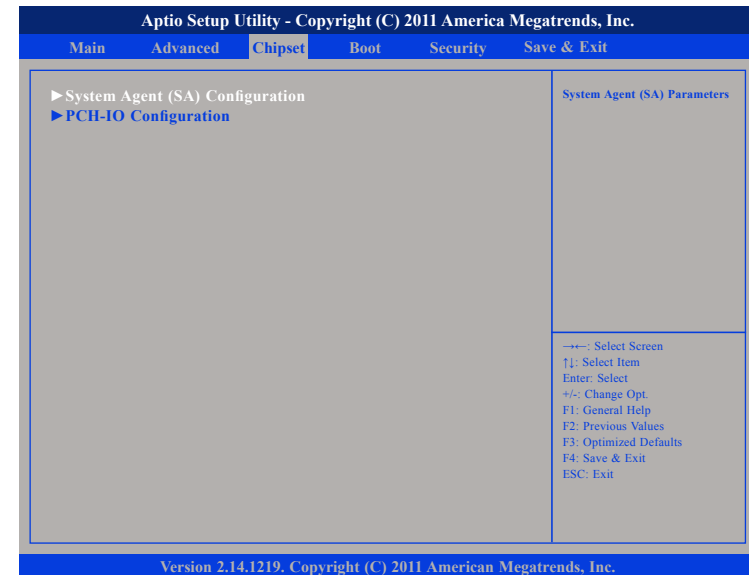 Aptio Setup Utility - Copyright (C) 2011 America Megatrends, Inc.
Main Advanced Chipset Boot Security Save & Exit
►System Agent (SA) Configuration
►PCH-IO Configuration
System Agent (SA) Parameters
→←: Select Screen
↑↓: Select Item
Enter: Select
+/-: Change Opt.
F1: General Help
F2: Previous Values
F3: Optimized Defaults
F4: Save & Exit
ESC: Exit
Version 2.14.1219. Copyright (C) 2011 American Megatrends, Inc.